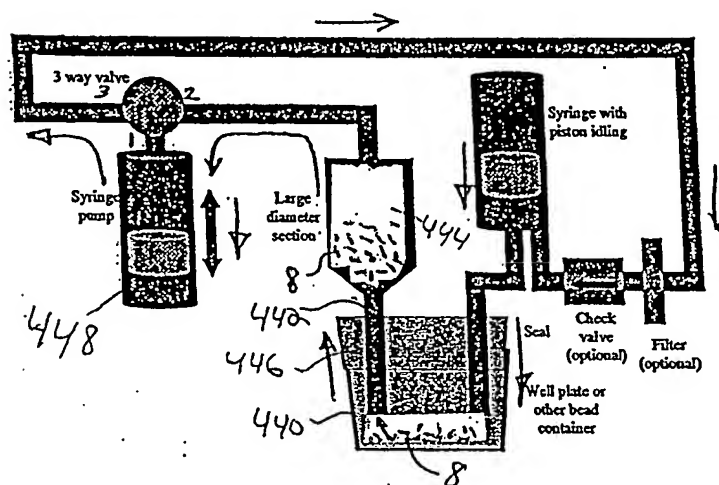 3 way valve
3
2
1
Syringe with
piston idling
Syringe
pump
Large
diameter
section
444
8
448
442
446
440
Seal
Check
valve
(optional)
Filter
(optional)
Well plate or
other bead
container
8